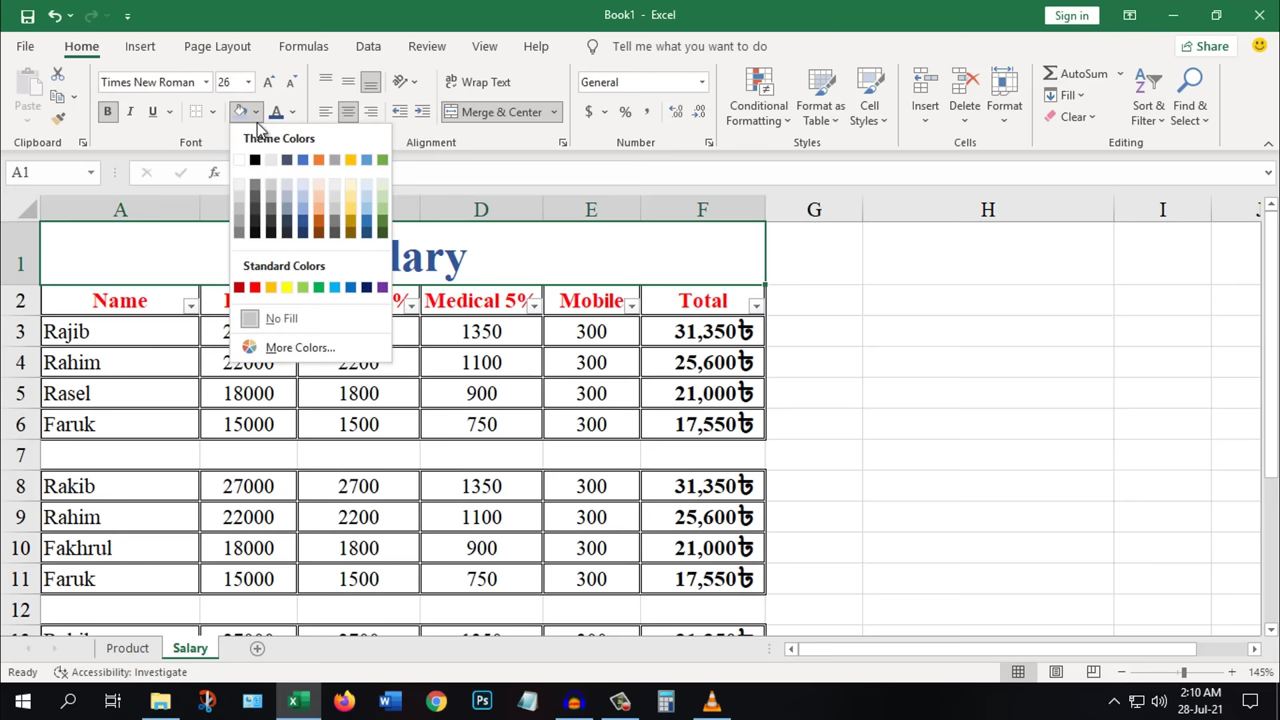 Book1 - Excel
Sign in
File Home Insert Page Layout Formulas Data Review View Help Tell me what you want to do Share
Paste
Times New Roman 26
B I U
Wrap Text
Merge & Center
General
$ %
Conditional Formatting
Format as Table
Cell Styles
Insert Delete Format
AutoSum
Fill
Clear
Sort & Filter
Find & Select
Clipboard Font Alignment Number Styles Cells Editing
A1 fx
Theme Colors
Standard Colors
No Fill
More Colors...
A D E F G H I
1 lary
2 Name % Medical 5% Mobile Total
3 Rajib 1350 300 31,350৳
4 Rahim 22000 2200 1100 300 25,600৳
5 Rasel 18000 1800 900 300 21,000৳
6 Faruk 15000 1500 750 300 17,550৳
7
8 Rakib 27000 2700 1350 300 31,350৳
9 Rahim 22000 2200 1100 300 25,600৳
10 Fakhrul 18000 1800 900 300 21,000৳
11 Faruk 15000 1500 750 300 17,550৳
12
Product Salary
Ready Accessibility: Investigate 145%
2:10 AM
28-Jul-21